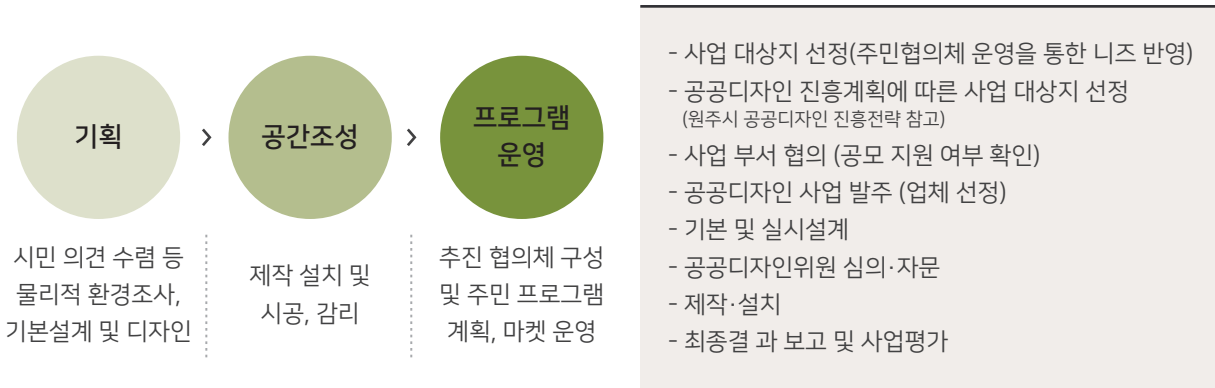 기획
>
공간조성
>
프로그램
운영
시민 의견 수렴 등
물리적 환경조사,
기본설계 및 디자인
제작 설치 및
시공, 감리
추진 협의체 구성
및 주민 프로그램
계획, 마켓 운영
- 사업 대상지 선정(주민협의체 운영을 통한 니즈 반영)
- 공공디자인 진흥계획에 따른 사업 대상지 선정
(원주시 공공디자인 진흥전략 참고)
- 사업 부서 협의 (공모 지원 여부 확인)
- 공공디자인 사업 발주 (업체 선정)
- 기본 및 실시설계
- 공공디자인위원 심의·자문
- 제작·설치
- 최종결 과 보고 및 사업평가